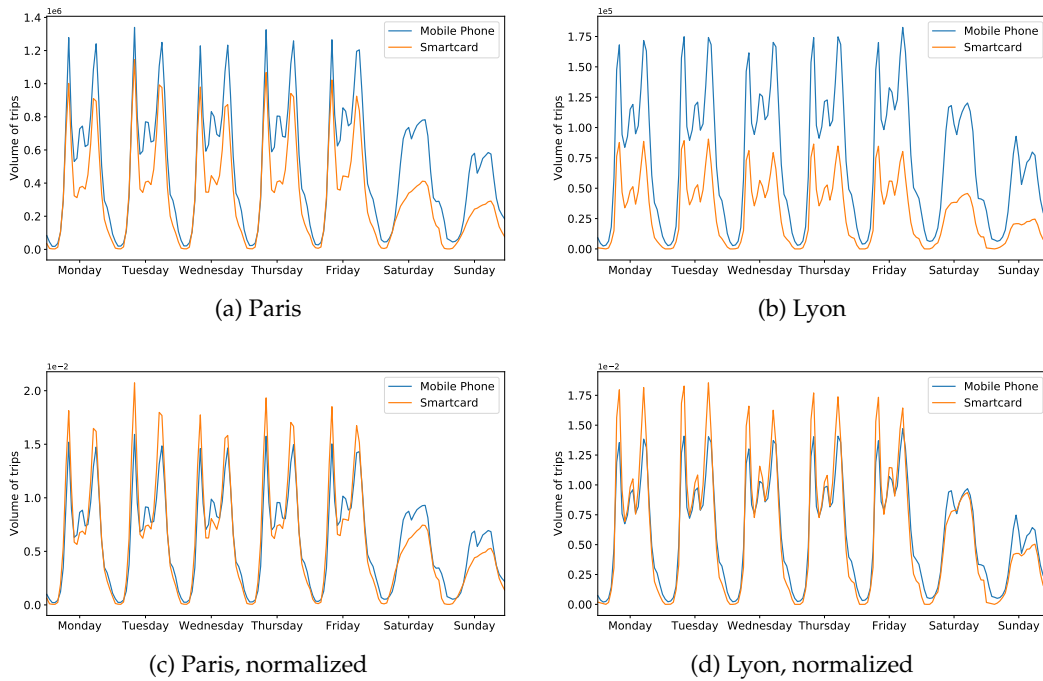 1e6
Mobile Phone
Smartcard
1.4
1.2
1.0
0.8
0.6
0.4
0.2
0.0
Volume of trips
Monday Tuesday Wednesday Thursday Friday Saturday Sunday
(a) Paris
1e5
Mobile Phone
Smartcard
1.75
1.50
1.25
1.00
0.75
0.50
0.25
0.00
Volume of trips
Monday Tuesday Wednesday Thursday Friday Saturday Sunday
(b) Lyon
1e-2
Mobile Phone
Smartcard
2.0
1.5
1.0
0.5
0.0
Volume of trips
Monday Tuesday Wednesday Thursday Friday Saturday Sunday
(c) Paris, normalized
1e-2
Mobile Phone
Smartcard
1.75
1.50
1.25
1.00
0.75
0.50
0.25
0.00
Volume of trips
Monday Tuesday Wednesday Thursday Friday Saturday Sunday
(d) Lyon, normalized